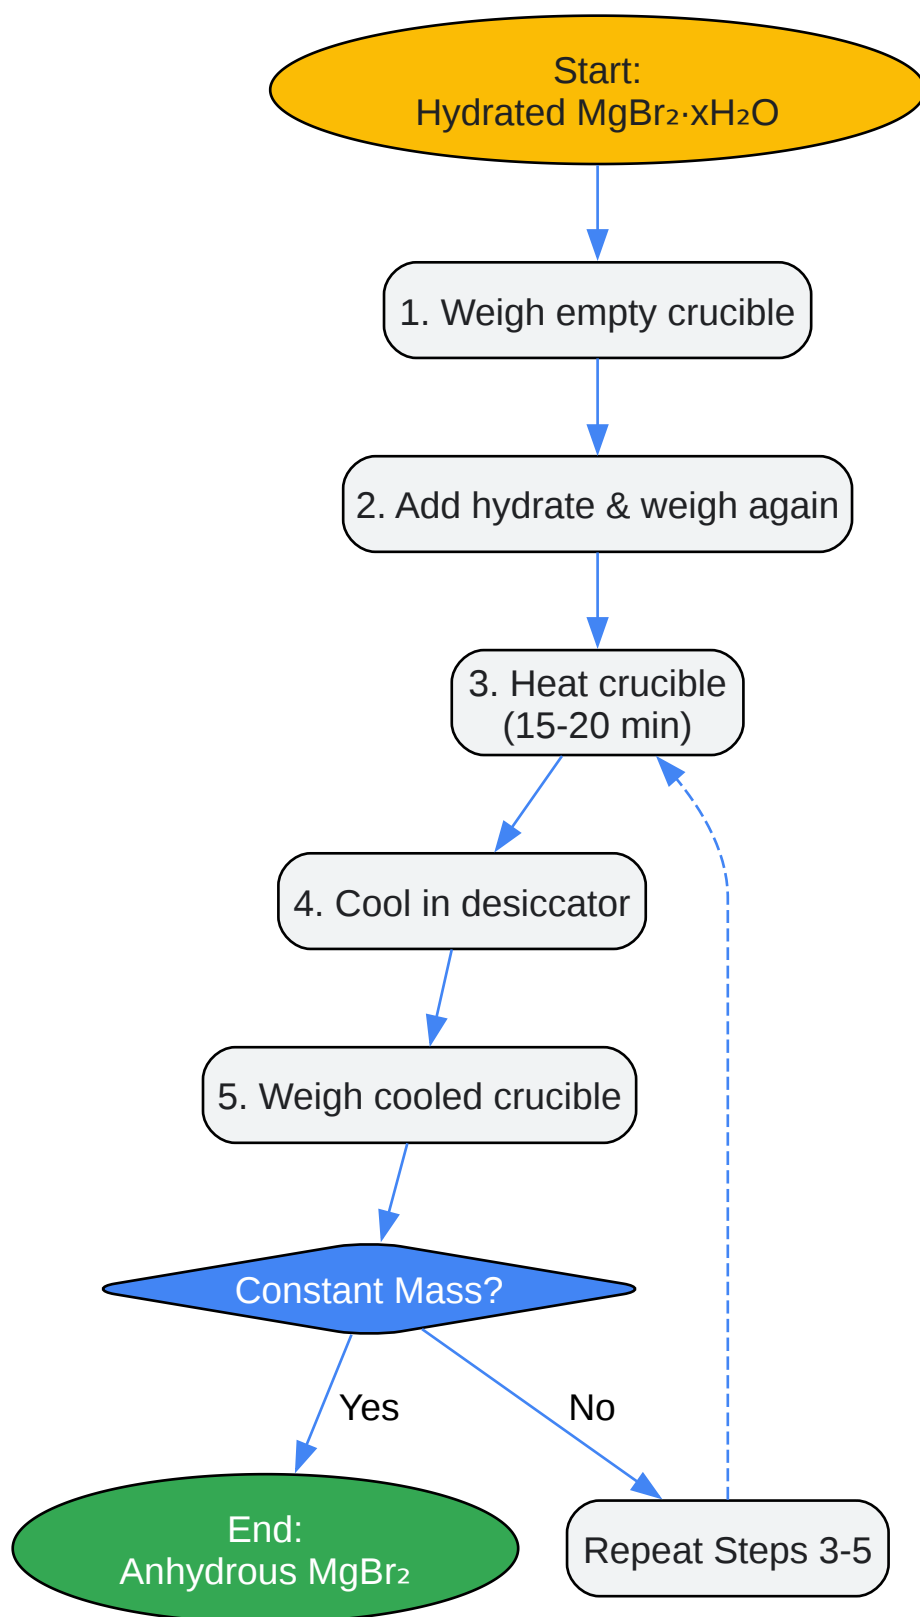 Start:
Hydrated MgBr₂·xH₂O
1. Weigh empty crucible
2. Add hydrate & weigh again
3. Heat crucible
(15-20 min)
4. Cool in desiccator
5. Weigh cooled crucible
Constant Mass?
Yes
No
End:
Anhydrous MgBr₂
Repeat Steps 3-5